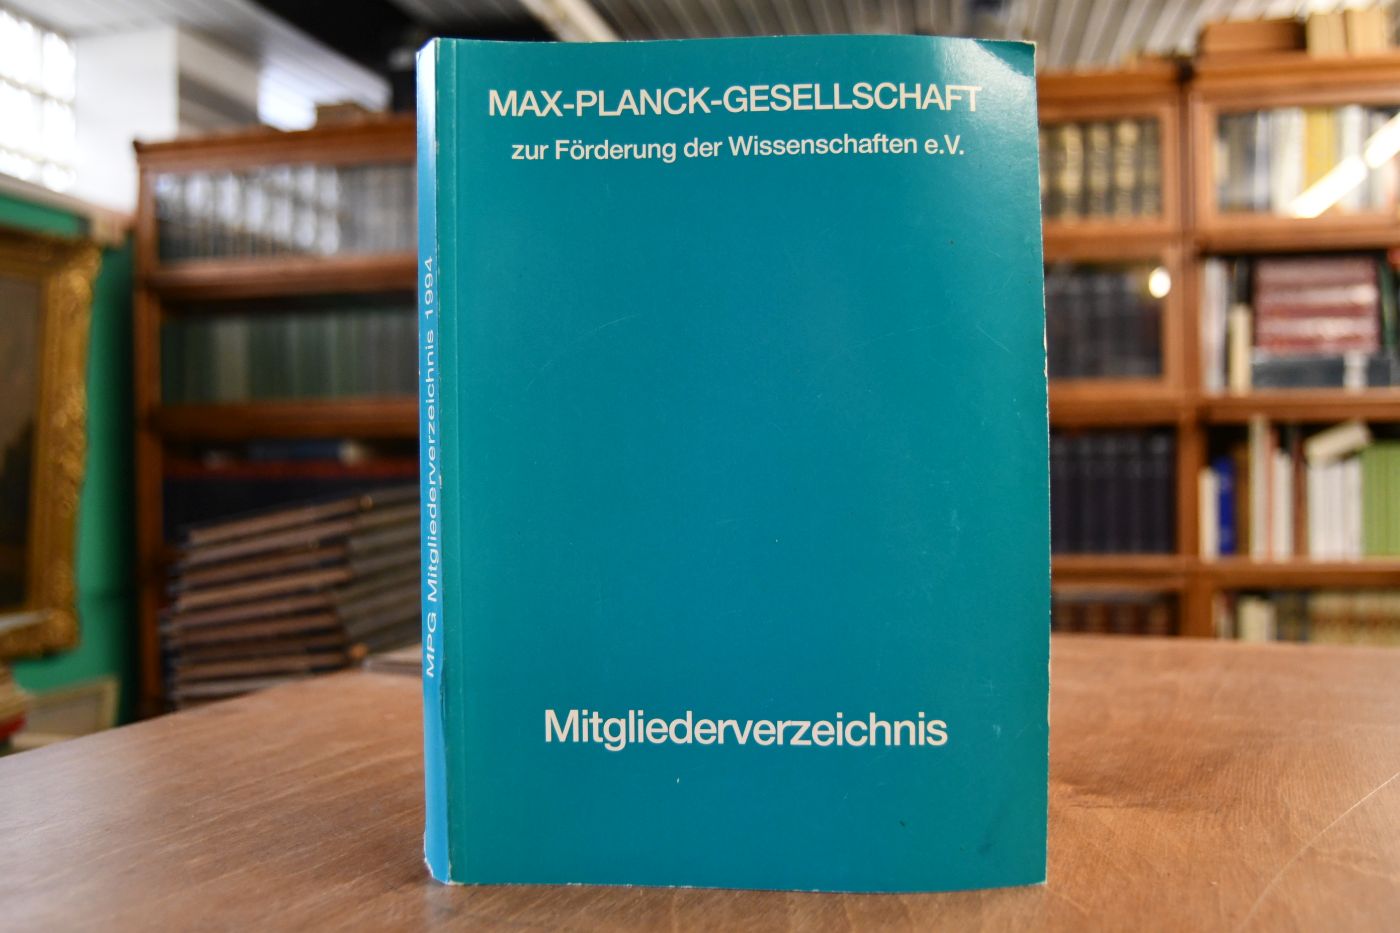 MAX-PLANCK-GESELLSCHAFT
zur Förderung der Wissenschaften e.V.
Mitgliederverzeichnis
MPG Mitgliederverzeichnis 1994